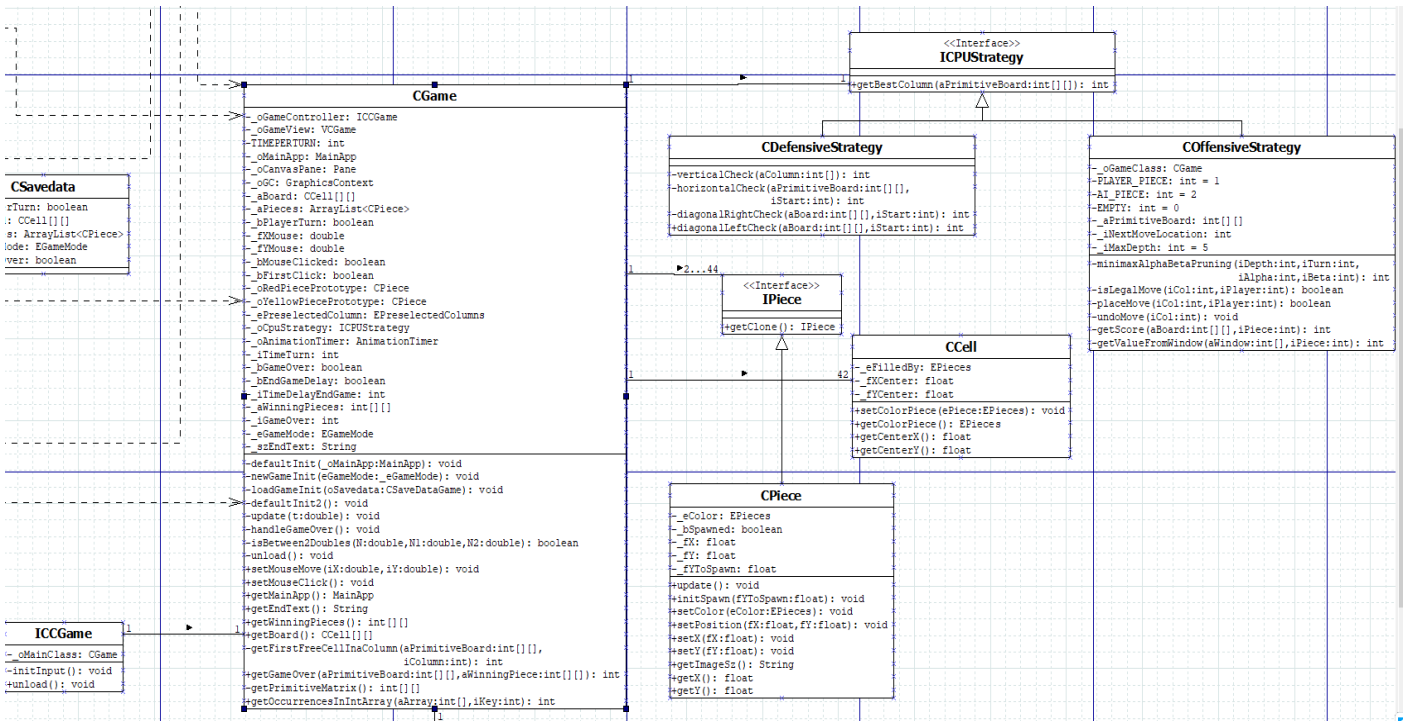 <<Interface>>
ICPUStrategy
+getBestColumn(aPrimitiveBoard:int[][]): int
1
1
CGame
-_oGameController: ICCGame
-_oGameView: VCGame
-TIMEPERTURN: int
-_oMainApp: MainApp
-_oCanvasPane: Pane
-_oGC: GraphicsContext
-_aBoard: CCell[][]
-_aPieces: ArrayList<CPiece>
-_bPlayerTurn: boolean
-_fXMouse: double
-_fYMouse: double
-_bMouseClicked: boolean
-_bFirstClick: boolean
-_oRedPiecePrototype: CPiece
-_oYellowPiecePrototype: CPiece
-_ePreselectedColumn: EPreselectedColumns
-_oCpuStrategy: ICPUStrategy
-_oAnimationTimer: AnimationTimer
-_iTimeTurn: int
-_bGameOver: boolean
-_bEndGameDelay: boolean
-_iTimeDelayEndGame: int
-_aWinningPieces: int[][]
-_iGameOver: int
-_eGameMode: EGameMode
-_szEndText: String
-defaultInit(_oMainApp:MainApp): void
-newGameInit(eGameMode:_eGameMode): void
-loadGameInit(oSavedata:CSaveDataGame): void
-defaultInit2(): void
-update(t:double): void
-handleGameOver(): void
-isBetween2Doubles(N:double,N1:double,N2:double): boolean
-unload(): void
+setMouseMove(iX:double,iY:double): void
+setMouseClick(): void
+getMainApp(): MainApp
+getEndText(): String
+getWinningPieces(): int[][]
+getBoard(): CCell[][]
-getFirstFreeCellInaColumn(aPrimitiveBoard:int[][],
iColumn:int): int
+getGameOver(aPrimitiveBoard:int[][],aWinningPiece:int[][]): int
-getPrimitiveMatrix(): int[][]
+getOccurrencesInIntArray(aArray:int[],iKey:int): int
1
CSavedata
rTurn: boolean
: CCell[][]
s: ArrayList<CPiece>
ode: EGameMode
ver: boolean
ICCGame
-_oMainClass: CGame
-initInput(): void
+unload(): void
1
1
CDefensiveStrategy
-verticalCheck(aColumn:int[]): int
-horizontalCheck(aPrimitiveBoard:int[][],
iStart:int): int
-diagonalRightCheck(aBoard:int[][],iStart:int): int
+diagonalLeftCheck(aBoard:int[][],iStart:int): int
COffensiveStrategy
-_oGameClass: CGame
-PLAYER_PIECE: int = 1
-AI_PIECE: int = 2
-EMPTY: int = 0
-_aPrimitiveBoard: int[][]
-_iNextMoveLocation: int
-_iMaxDepth: int = 5
-minimaxAlphaBetaPruning(iDepth:int,iTurn:int,
iAlpha:int,iBeta:int): int
-isLegalMove(iCol:int,iPlayer:int): boolean
-placeMove(iCol:int,iPlayer:int): boolean
-undoMove(iCol:int): void
-getScore(aBoard:int[][],iPiece:int): int
-getValueFromWindow(aWindow:int[],iPiece:int): int
1
2...44
<<Interface>>
IPiece
+getClone(): IPiece
1
42
CCell
-_eFilledBy: EPieces
-_fXCenter: float
-_fYCenter: float
+setColorPiece(ePiece:EPieces): void
+getColorPiece(): EPieces
+getCenterX(): float
+getCenterY(): float
CPiece
-_eColor: EPieces
-_bSpawned: boolean
-_fX: float
-_fY: float
-_fYToSpawn: float
+update(): void
+initSpawn(fYToSpawn:float): void
+setColor(eColor:EPieces): void
+setPosition(fX:float,fY:float): void
+setX(fX:float): void
+setY(fY:float): void
+getImageSz(): String
+getX(): float
+getY(): float